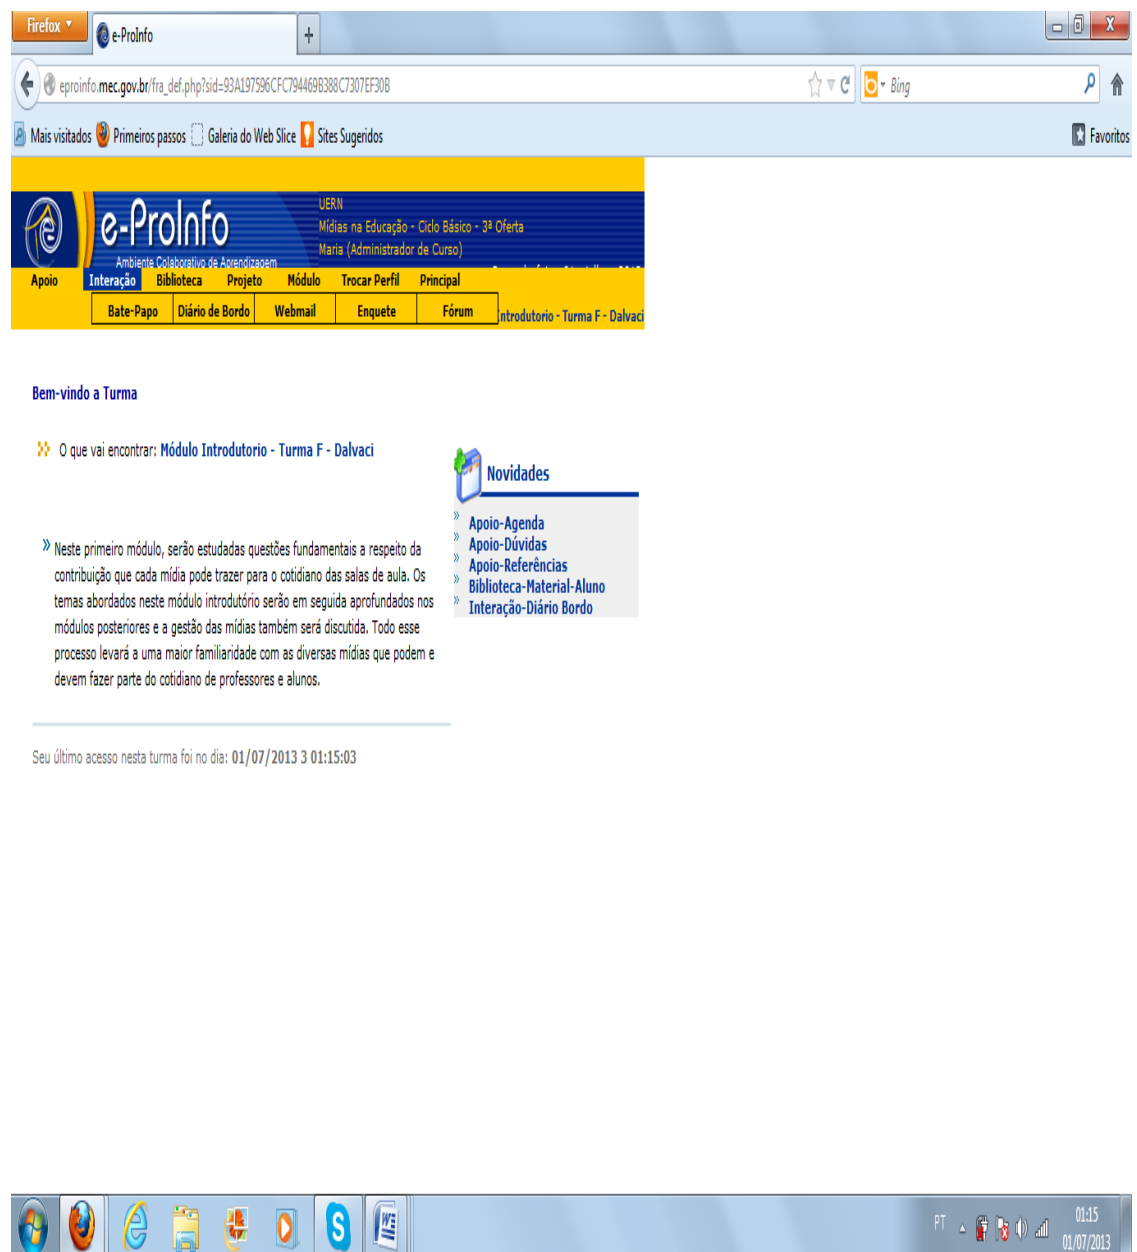 Firefox
e-ProInfo
eproinfo.mec.gov.br/fra_def.php?sid=93A197596CFC794469B388C7307EF30B
Bing
Mais visitados Primeiros passos Galeria do Web Slice Sites Sugeridos Favoritos
e-ProInfo
Ambiente Colaborativo de Aprendizagem
UERN
Mídias na Educação - Ciclo Básico - 3ª Oferta
Maria (Administrador de Curso)
Apoio Interação Biblioteca Projeto Módulo Trocar Perfil Principal
Bate-Papo Diário de Bordo Webmail Enquete Fórum
Introdutorio - Turma F - Dalvaci
Bem-vindo a Turma
O que vai encontrar: Módulo Introdutorio - Turma F - Dalvaci
Neste primeiro módulo, serão estudadas questões fundamentais a respeito da
contribuição que cada mídia pode trazer para o cotidiano das salas de aula. Os
temas abordados neste módulo introdutório serão em seguida aprofundados nos
módulos posteriores e a gestão das mídias também será discutida. Todo esse
processo levará a uma maior familiaridade com as diversas mídias que podem e
devem fazer parte do cotidiano de professores e alunos.
Novidades
» Apoio-Agenda
» Apoio-Dúvidas
» Apoio-Referências
» Biblioteca-Material-Aluno
» Interação-Diário Bordo
Seu último acesso nesta turma foi no dia: 01/07/2013 3 01:15:03
PT
01:15
01/07/2013